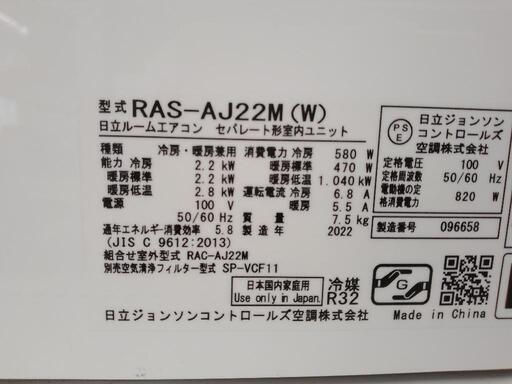 型式 RAS-AJ22M (W)
日立ルームエアコン セパレート形室内ユニット
種類 冷房・暖房兼用
能力 冷房 2.2 kW
暖房標準 2.2 kW
暖房低温 2.8 kW
電源 100 V
50/60 Hz
消費電力 冷房 580 W
暖房標準 470 W
暖房低温 1.040 kW
運転電流 冷房 6.8 A
暖房 5.5 A
質量 7.5 kg
通年エネルギー消費効率 5.8
製造年 2022
(JIS C 9612:2013)
組合せ室外型式 RAC-AJ22M
別売空気清浄フィルター型式 SP-VCF11
日本国内家庭用
Use only in Japan.
冷媒
R32
日立ジョンソンコントロールズ空調株式会社
PSE
日立ジョンソン
コントロールズ
空調株式会社
定格電圧 100 V
定格周波数 50/60 Hz
電動機の定格消費電力 820 W
製造番号 096658
G
Made in